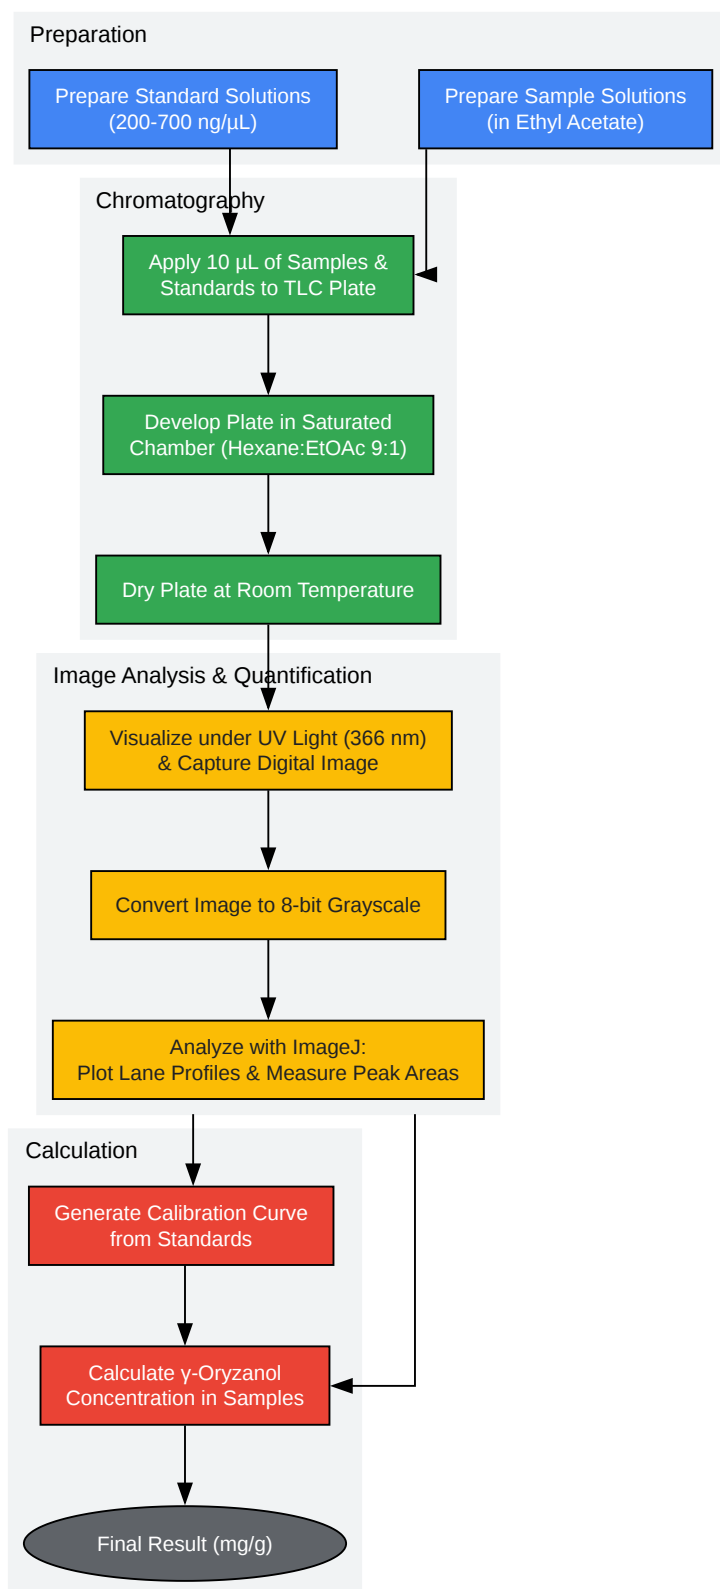 Preparation
Prepare Standard Solutions
(200-700 ng/µL)
Prepare Sample Solutions
(in Ethyl Acetate)
Chromatography
Apply 10 µL of Samples &
Standards to TLC Plate
Develop Plate in Saturated
Chamber (Hexane:EtOAc 9:1)
Dry Plate at Room Temperature
Image Analysis & Quantification
Visualize under UV Light (366 nm)
& Capture Digital Image
Convert Image to 8-bit Grayscale
Analyze with ImageJ:
Plot Lane Profiles & Measure Peak Areas
Calculation
Generate Calibration Curve
from Standards
Calculate γ-Oryzanol
Concentration in Samples
Final Result (mg/g)